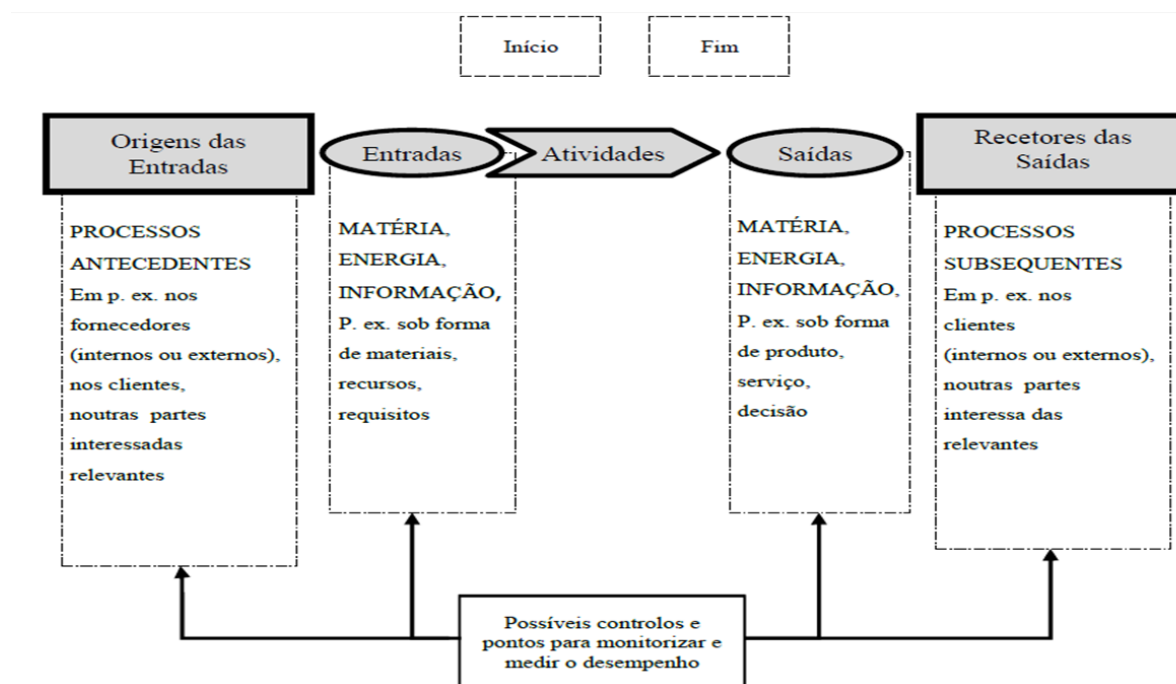 Início
Fim
Origens das
Entradas
Entradas
Atividades
Saídas
Recetores das
Saídas
PROCESSOS
ANTECEDENTES
Em p. ex. nos
fornecedores
(internos ou externos),
nos clientes,
noutras partes
interessadas
relevantes
MATÉRIA,
ENERGIA,
INFORMAÇÃO,
P. ex. sob forma
de materiais,
recursos,
requisitos
MATÉRIA,
ENERGIA,
INFORMAÇÃO,
P. ex. sob forma
de produto,
serviço,
decisão
PROCESSOS
SUBSEQUENTES
Em p. ex. nos
clientes
(internos ou externos),
noutras partes
interessa das
relevantes
Possíveis controlos e
pontos para monitorizar e
medir o desempenho